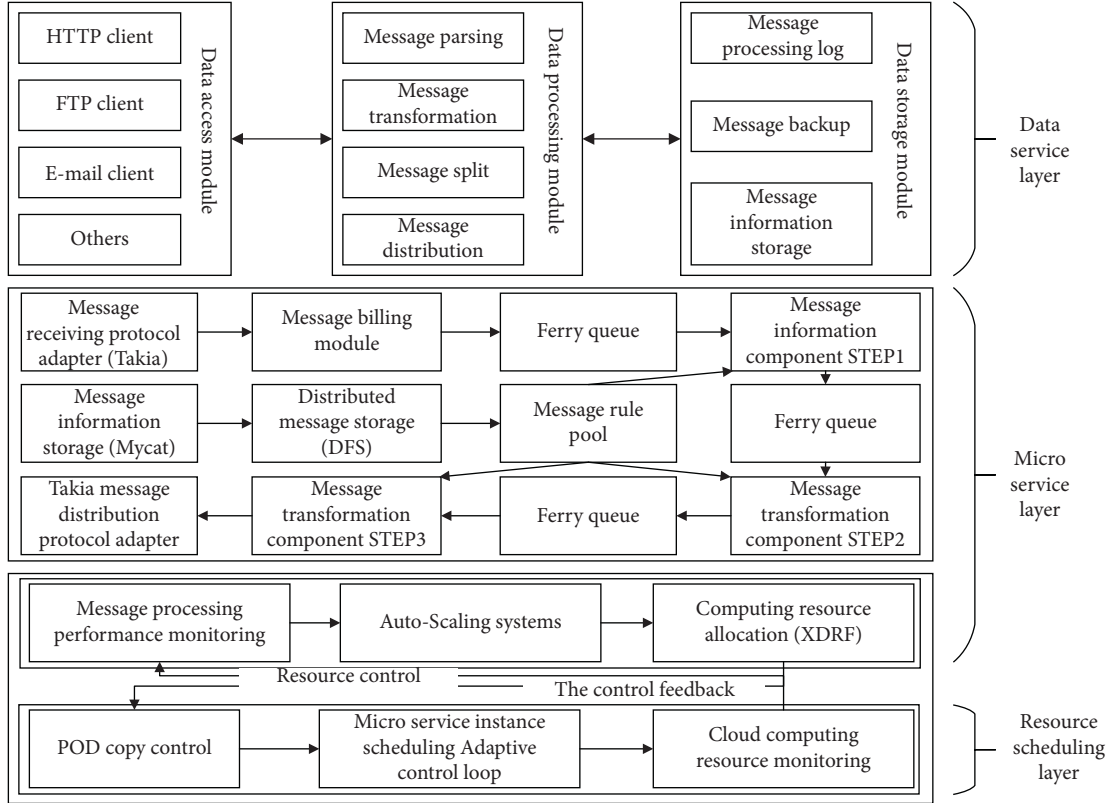 HTTP client
FTP client
E-mail client
Others
Data access module
Message parsing
Message
transformation
Message split
Message
distribution
Data processing module
Message
processing log
Message backup
Message
information
storage
Data storage module
Data
service
layer
Message
receiving protocol
adapter (Takia)
Message billing
module
Ferry queue
Message
information
component STEP1
Message
information
storage (Mycat)
Distributed
message storage
(DFS)
Message rule
pool
Ferry queue
Takia message
distribution
protocol adapter
Message
transformation
component STEP3
Ferry queue
Message
transformation
component STEP2
Micro
service
layer
Message processing
performance monitoring
Auto-Scaling systems
Computing resource
allocation (XDRF)
Resource control
The control feedback
POD copy control
Micro service instance
scheduling Adaptive
control loop
Cloud computing
resource monitoring
Resource
scheduling
layer